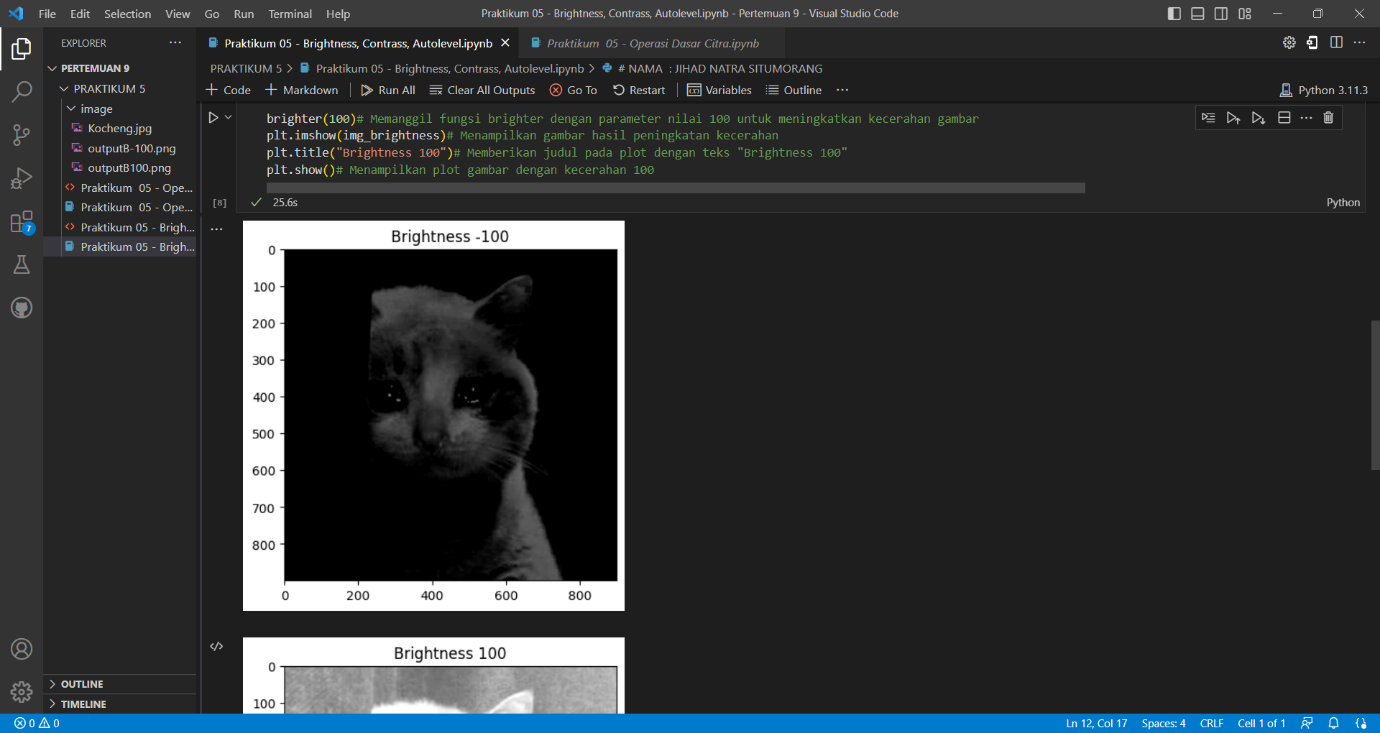 File Edit Selection View Go Run Terminal Help
Praktikum 05 - Brightness, Contrass, Autolevel.ipynb - Pertemuan 9 - Visual Studio Code
EXPLORER
PERTEMUAN 9
PRAKTIKUM 5
image
Kocheng.jpg
outputB-100.png
outputB100.png
Praktikum 05 - Ope...
Praktikum 05 - Ope...
Praktikum 05 - Brigh...
Praktikum 05 - Brigh...
7
OUTLINE
TIMELINE
Praktikum 05 - Brightness, Contrass, Autolevel.ipynb
Praktikum 05 - Operasi Dasar Citra.ipynb
PRAKTIKUM 5 > Praktikum 05 - Brightness, Contrass, Autolevel.ipynb > # NAMA : JIHAD NATRA SITUMORANG
+ Code + Markdown Run All Clear All Outputs Go To Restart Variables Outline ...
Python 3.11.3
brighter(100)# Memanggil fungsi brighter dengan parameter nilai 100 untuk meningkatkan kecerahan gambar
plt.imshow(img_brightness)# Menampilkan gambar hasil peningkatan kecerahan
plt.title("Brightness 100")# Memberikan judul pada plot dengan teks "Brightness 100"
plt.show()# Menampilkan plot gambar dengan kecerahan 100
[8]
25.6s
Python
Brightness -100
0
100
200
300
400
500
600
700
800
0 200 400 600 800
Brightness 100
0
100
0 0
Ln 12, Col 17 Spaces: 4 CRLF Cell 1 of 1